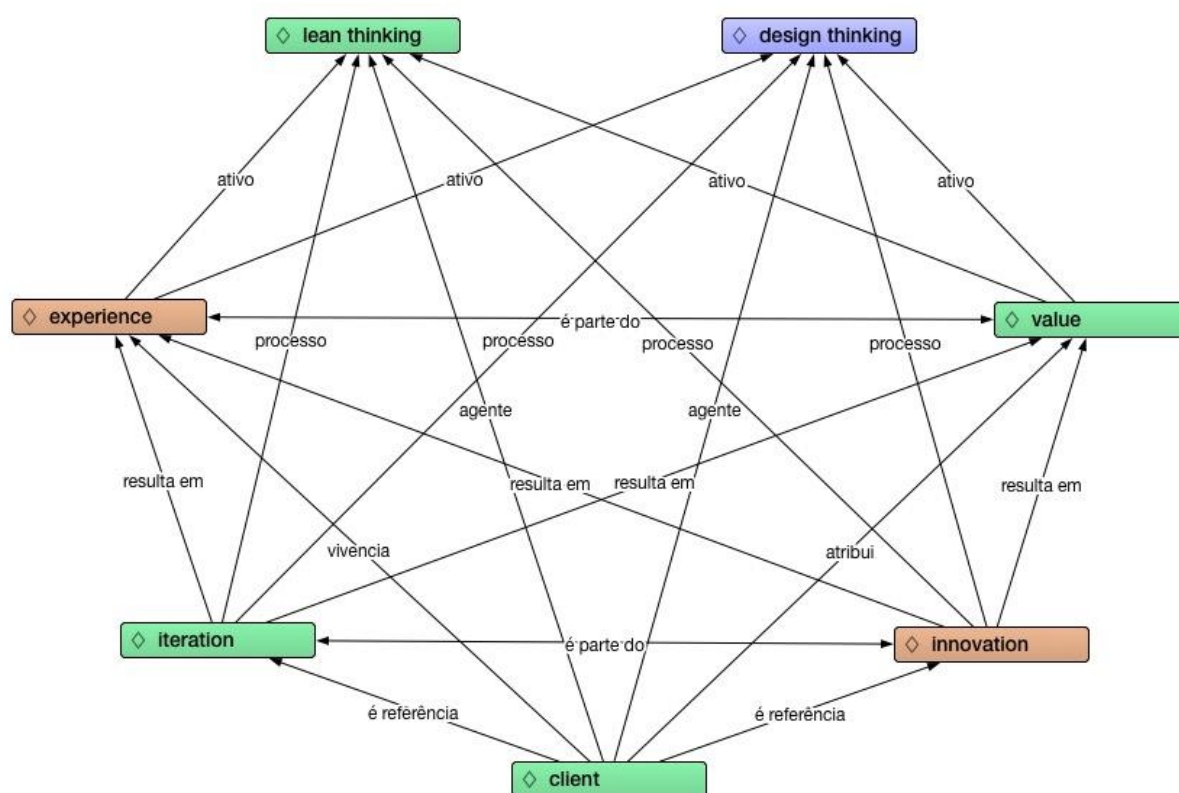 lean thinking
design thinking
ativo
ativo
ativo
ativo
experience
é parte do
value
processo
processo
processo
processo
agente
agente
resulta em
resulta em
resulta em
resulta em
vivencia
atribui
iteration
é parte do
innovation
é referência
é referência
client